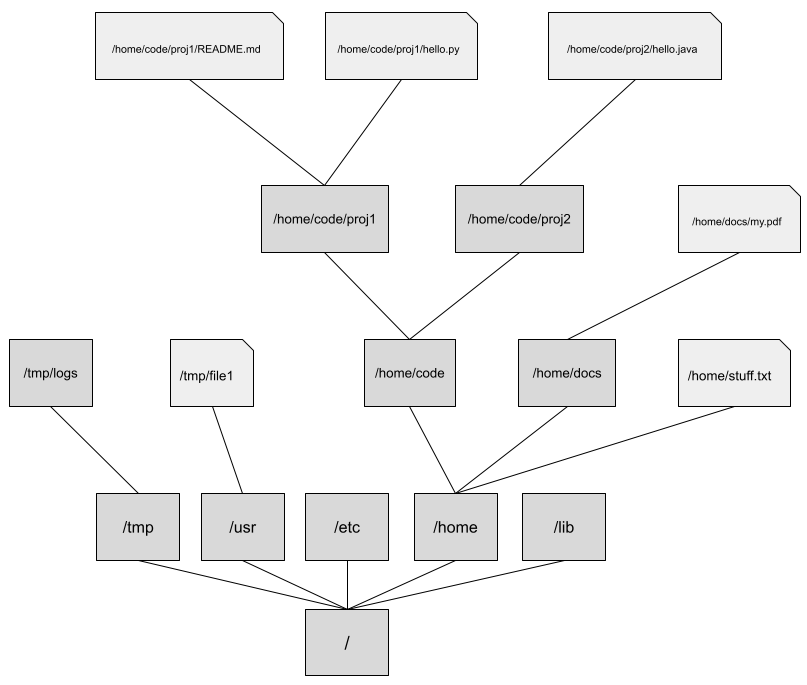 /home/code/proj1/README.md
/home/code/proj1/hello.py
/home/code/proj2/hello.java
/home/code/proj1
/home/code/proj2
/home/docs/my.pdf
/tmp/logs
/tmp/file1
/home/code
/home/docs
/home/stuff.txt
/tmp
/usr
/etc
/home
/lib
/